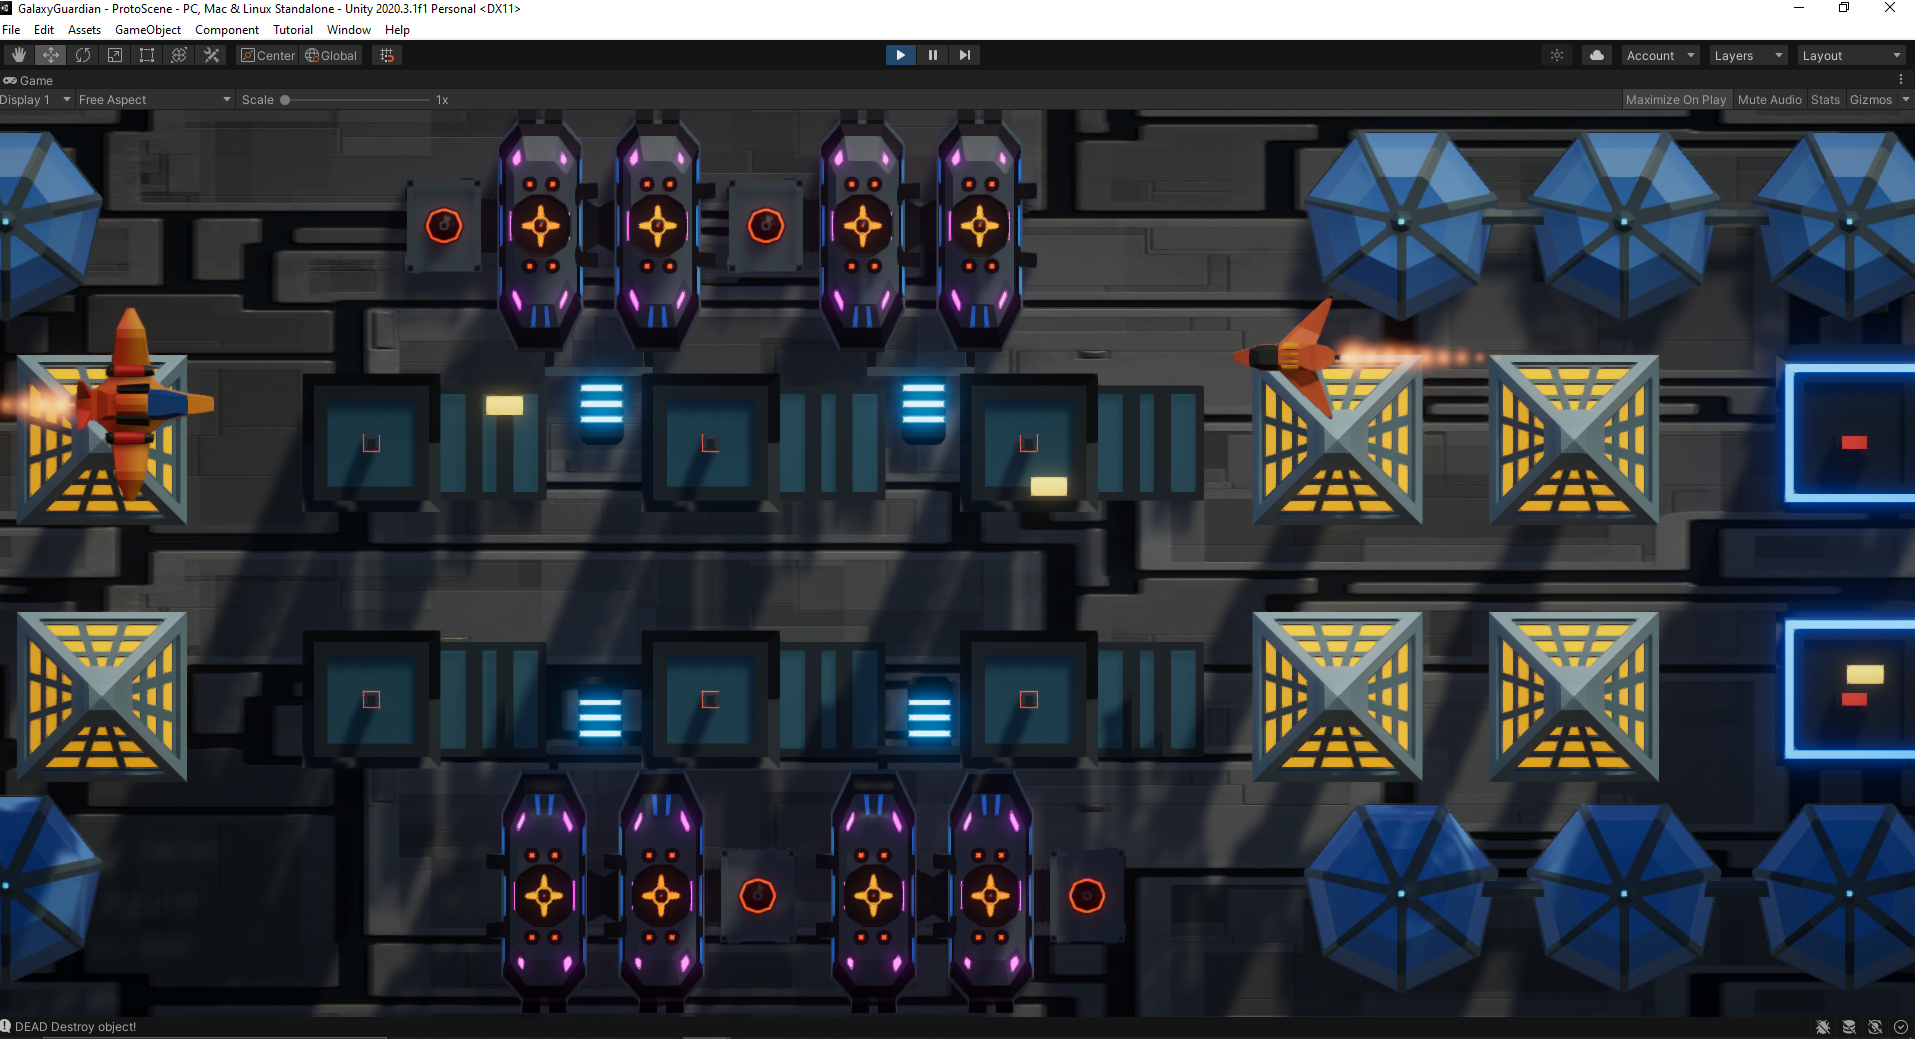 GalaxyGuardian - ProtoScene - PC, Mac & Linux Standalone - Unity 2020.3.1f1 Personal <DX11>
File Edit Assets GameObject Component Tutorial Window Help
Center Global Account Layers Layout
Game
Display 1 Free Aspect Scale 1x Maximize On Play Mute Audio Stats Gizmos
DEAD Destroy object!